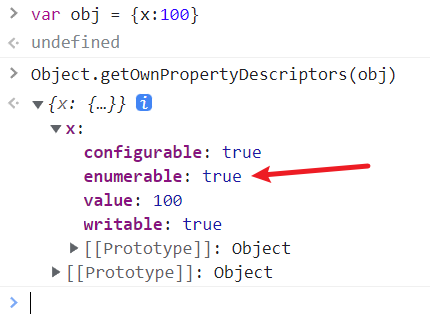 var obj = {x:100}
undefined
Object.getOwnPropertyDescriptors(obj)
{x: {…}} i
x:
configurable: true
enumerable: true
value: 100
writable: true
[[Prototype]]: Object
[[Prototype]]: Object